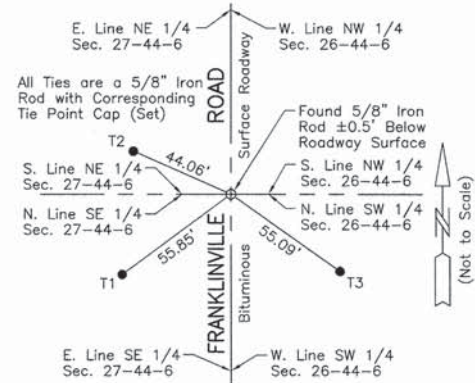 E. Line NE 1/4
Sec. 27-44-6
W. Line NW 1/4
Sec. 26-44-6
All Ties are a 5/8" Iron
Rod with Corresponding
Tie Point Cap (Set)
ROAD
Surface Roadway
Found 5/8" Iron
Rod ±0.5' Below
Roadway Surface
T2
44.06'
S. Line NE 1/4
Sec. 27-44-6
S. Line NW 1/4
Sec. 26-44-6
N. Line SE 1/4
Sec. 27-44-6
N. Line SW 1/4
Sec. 26-44-6
N
(Not to Scale)
55.85'
55.09'
T1
T3
FRANKLINVILLE
Bituminous
E. Line SE 1/4
Sec. 27-44-6
W. Line SW 1/4
Sec. 26-44-6